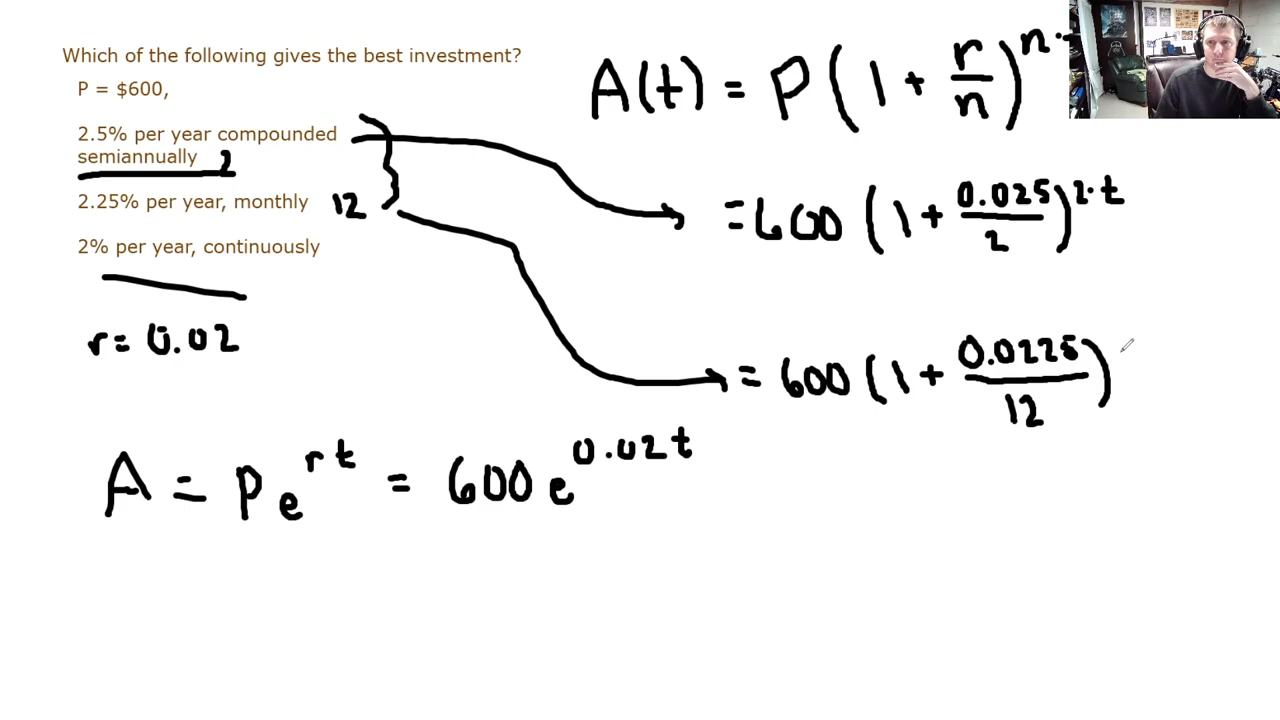 Which of the following gives the best investment?
P = $600,
2.5% per year compounded
semiannually 2
2.25% per year, monthly 12
2% per year, continuously
r = 0.02
A = Pe^rt = 600e^0.02t
A(t) = P(1 + r/n)^n·
= 600(1 + 0.025/2)^2·t
= 600(1 + 0.0225/12)